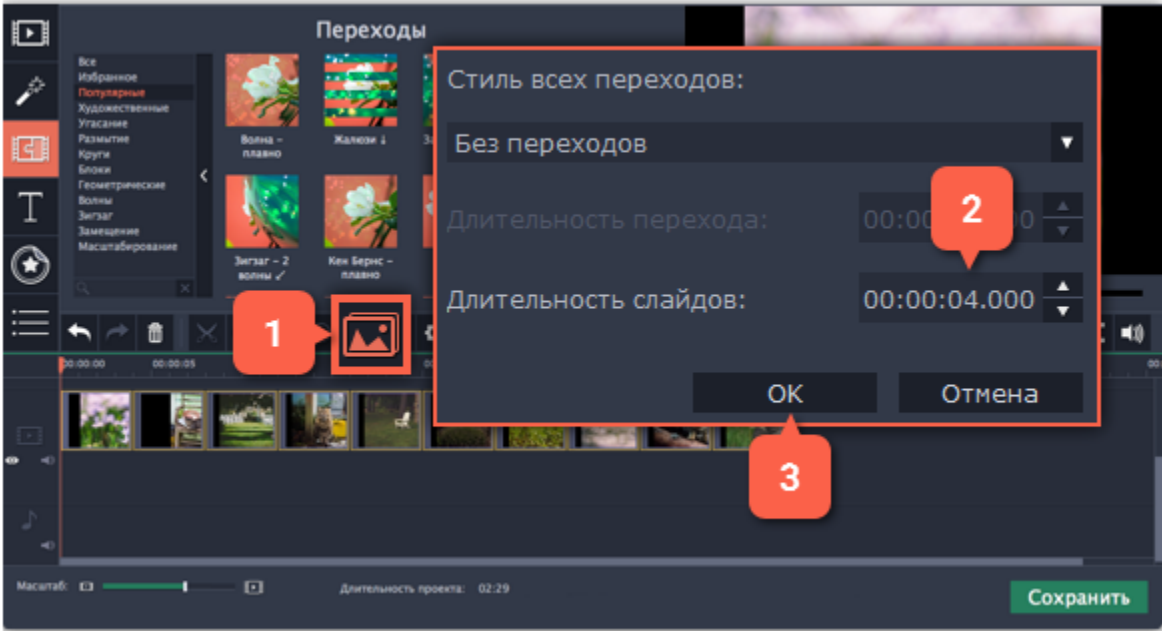 Переходы
Все
Избранное
Популярные
Художественные
Угасание
Размытие
Круги
Блоки
Геометрические
Волны
Зигзаг
Замещение
Масштабирование
Волна –
плавно
Жалюзи ↓
Зигзаг – 2
волны ↙
Кен Бернс –
плавно
Стиль всех переходов:
Без переходов
Длительность перехода:
Длительность слайдов:
00:00:04.000
OK
Отмена
1
2
3
00:00:00
00:00:05
Масштаб:
Длительность проекта: 02:29
Сохранить